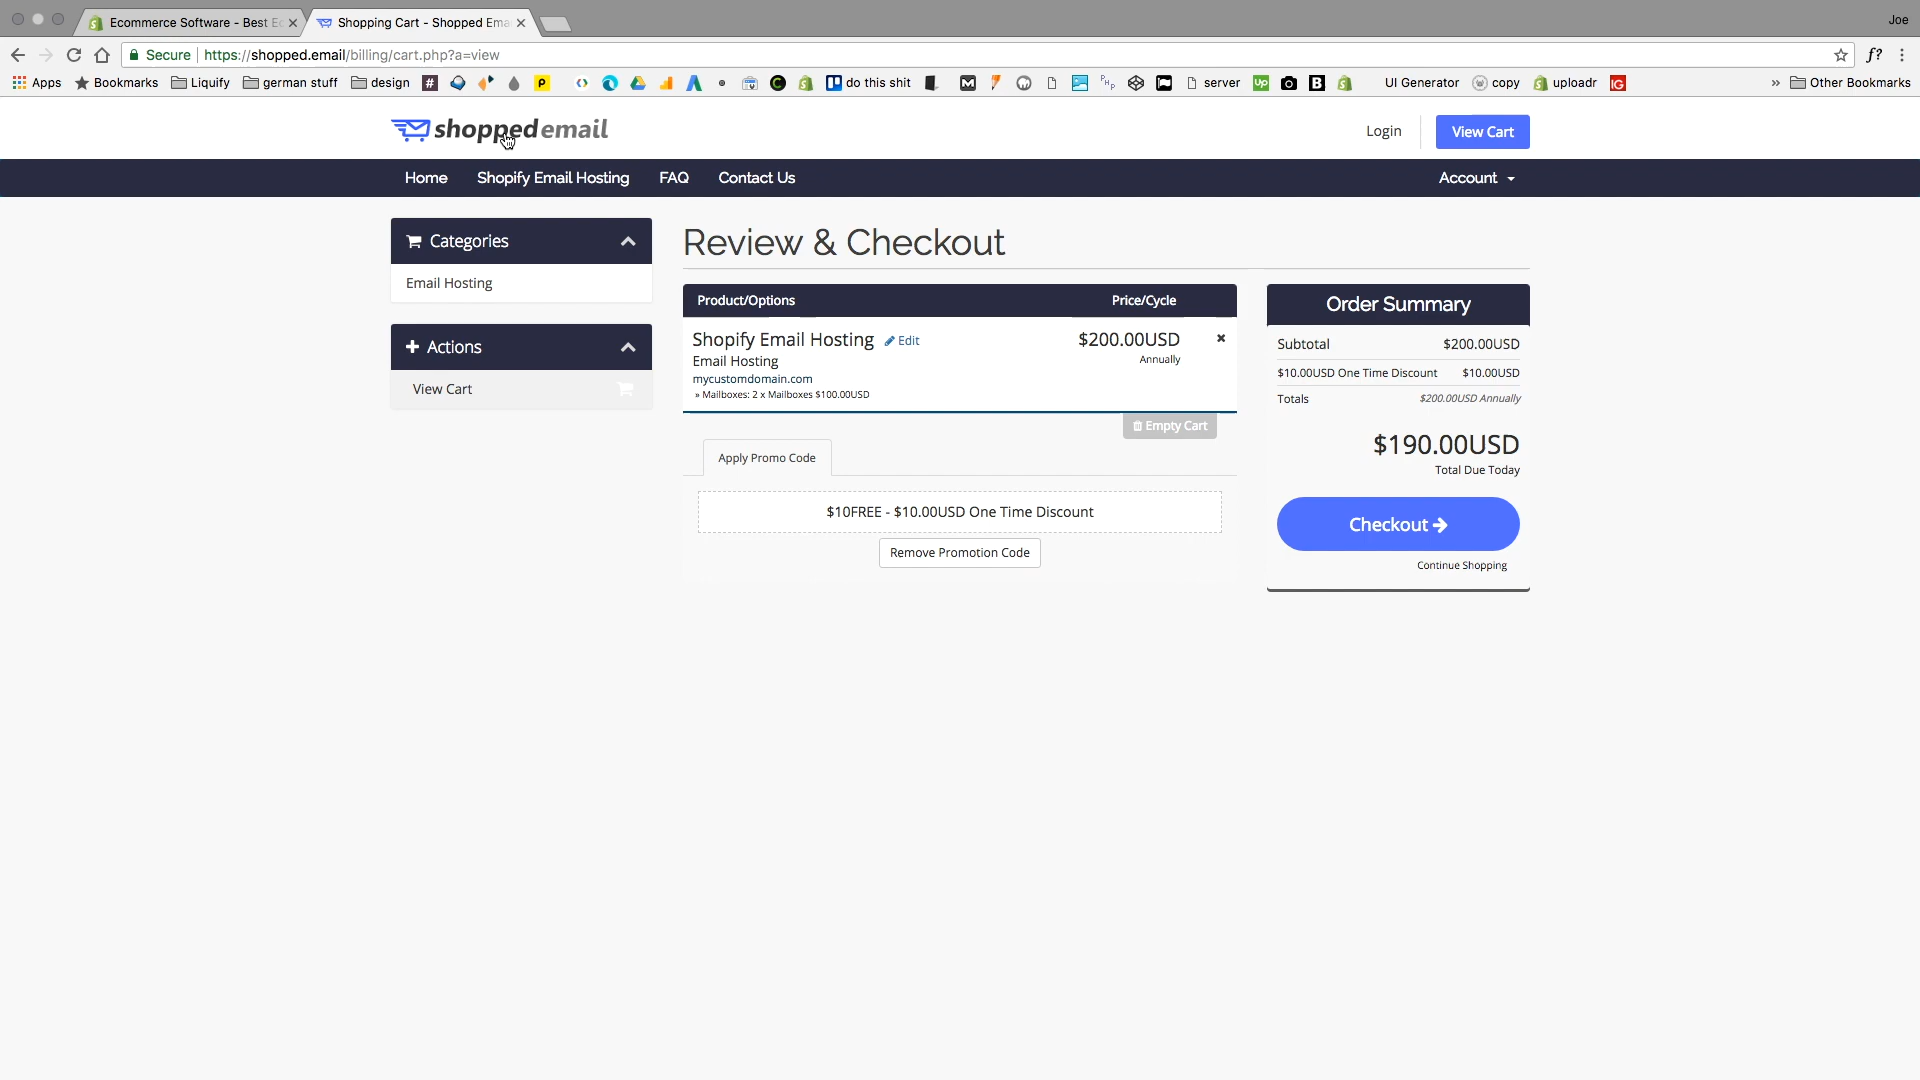 Ecommerce Software - Best Ec
Shopping Cart - Shopped Ema
Joe
Secure https://shopped.email/billing/cart.php?a=view
f?
Apps Bookmarks Liquify german stuff design do this shit server UI Generator copy uploadr IG » Other Bookmarks
shoppedemail
Login
View Cart
Home
Shopify Email Hosting
FAQ
Contact Us
Account
Categories
Email Hosting
Actions
View Cart
Review & Checkout
Product/Options Price/Cycle
Shopify Email Hosting Edit $200.00USD
Email Hosting Annually
mycustomdomain.com
» Mailboxes: 2 x Mailboxes $100.00USD
Empty Cart
Apply Promo Code
$10FREE - $10.00USD One Time Discount
Remove Promotion Code
Order Summary
Subtotal $200.00USD
$10.00USD One Time Discount $10.00USD
Totals $200.00USD Annually
$190.00USD
Total Due Today
Checkout
Continue Shopping